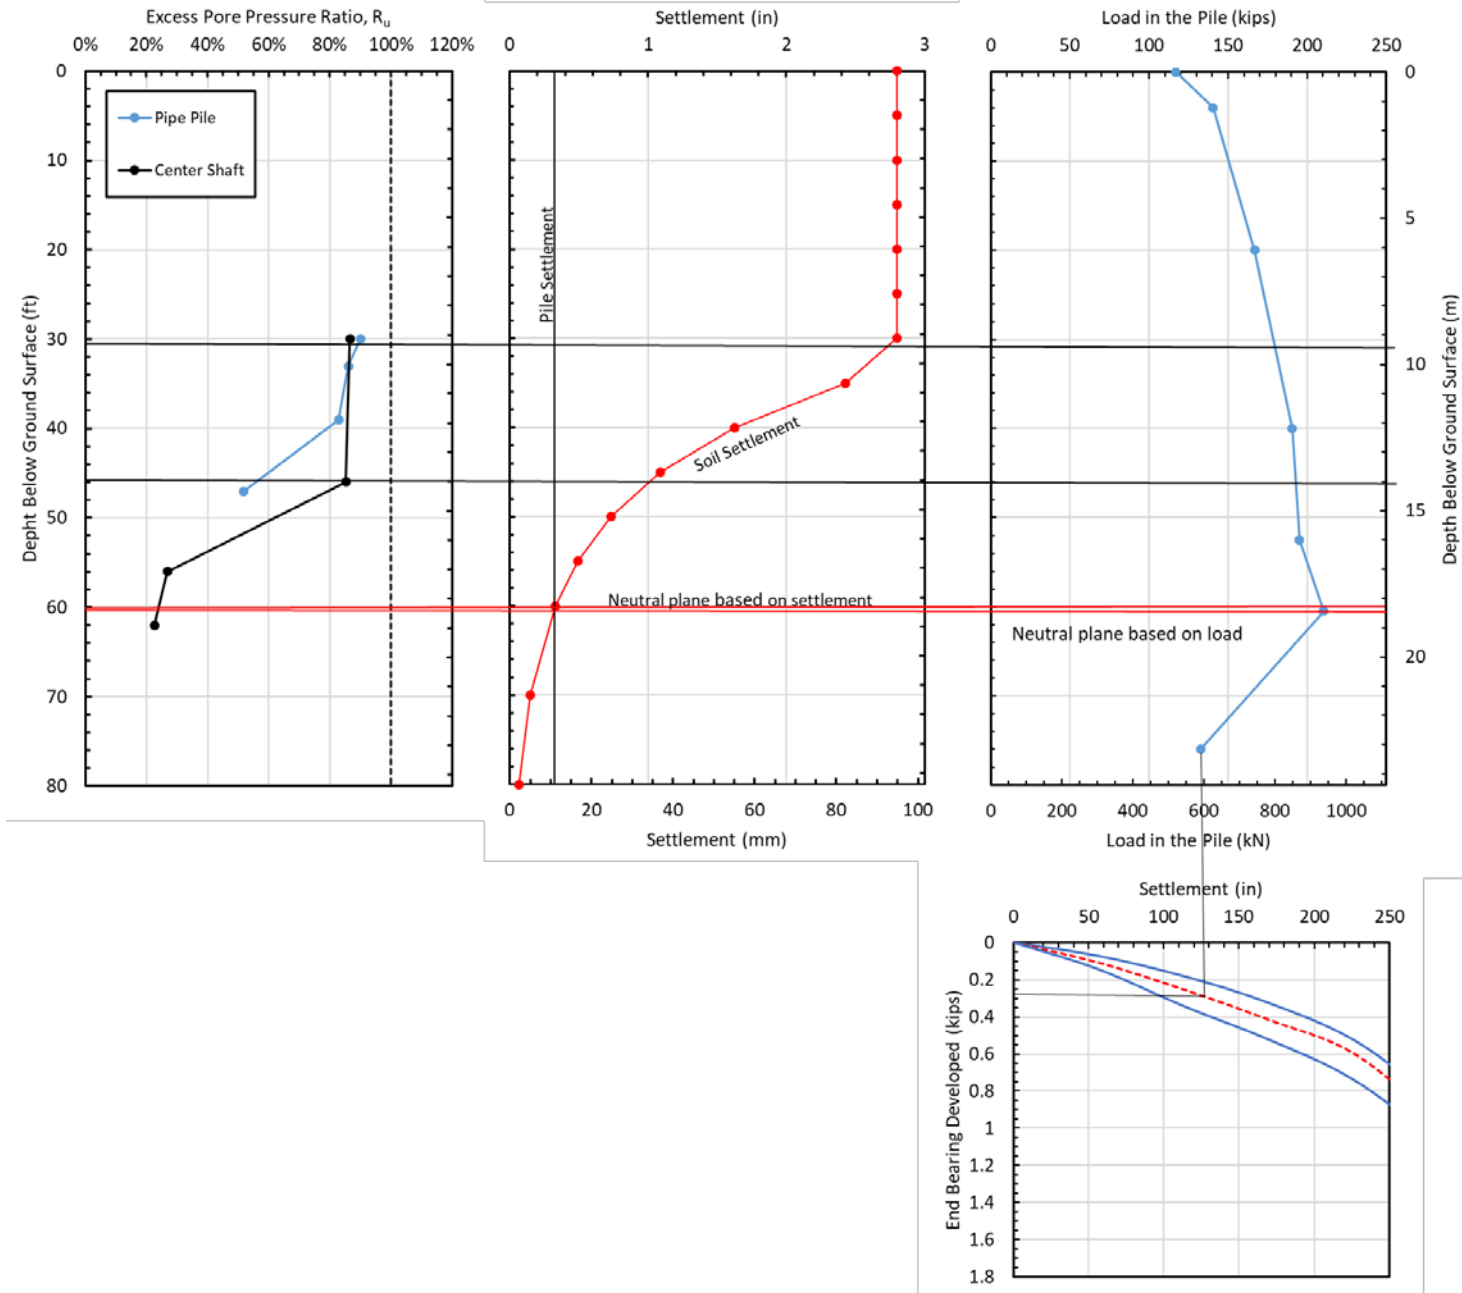 Excess Pore Pressure Ratio, Ru
0% 20% 40% 60% 80% 100% 120%
Depht Below Ground Surface (ft)
0
10
20
30
40
50
60
70
80
Pipe Pile
Center Shaft
Settlement (in)
0 1 2 3
Pile Settlement
Soil Settlement
Neutral plane based on settlement
0 20 40 60 80 100
Settlement (mm)
Load in the Pile (kips)
0 50 100 150 200 250
0
5
10
15
20
Depth Below Ground Surface (m)
Neutral plane based on load
0 200 400 600 800 1000
Load in the Pile (kN)
Settlement (in)
0 50 100 150 200 250
End Bearing Developed (kips)
0
0.2
0.4
0.6
0.8
1
1.2
1.4
1.6
1.8